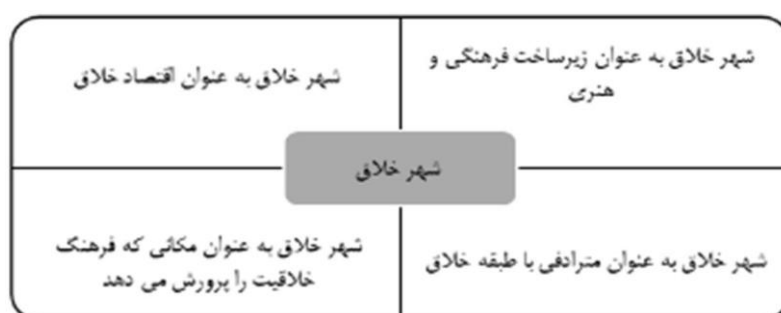 شهر خلاق به عنوان زیرساخت فرهنگی و
هنری
شهر خلاق به عنوان اقتصاد خلاق
شهر خلاق
شهر خلاق به عنوان مترادفی با طبقه خلاق
شهر خلاق به عنوان مکانی که فرهنگ
خلاقیت را پرورش می دهد